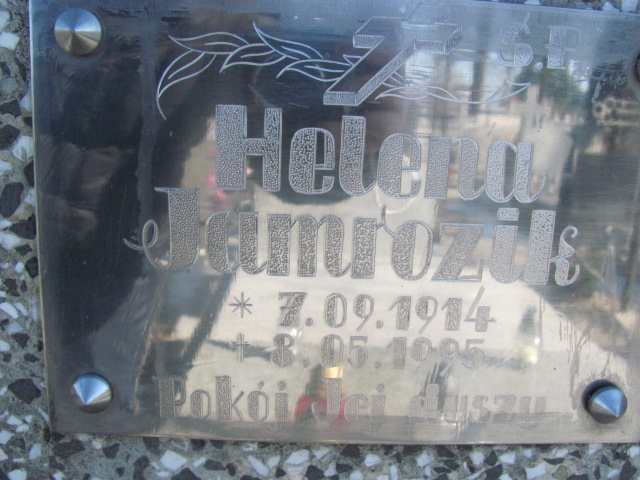 Ś.P.
Helena
Jamrozik
* 7.09.1914
✝ 8.05.1995
Pokój Jej duszy